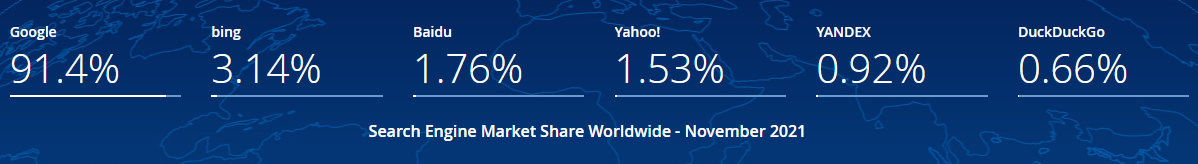 Google bing Baidu Yahoo! YANDEX DuckDuckGo
91.4% 3.14% 1.76% 1.53% 0.92% 0.66%
Search Engine Market Share Worldwide - November 2021